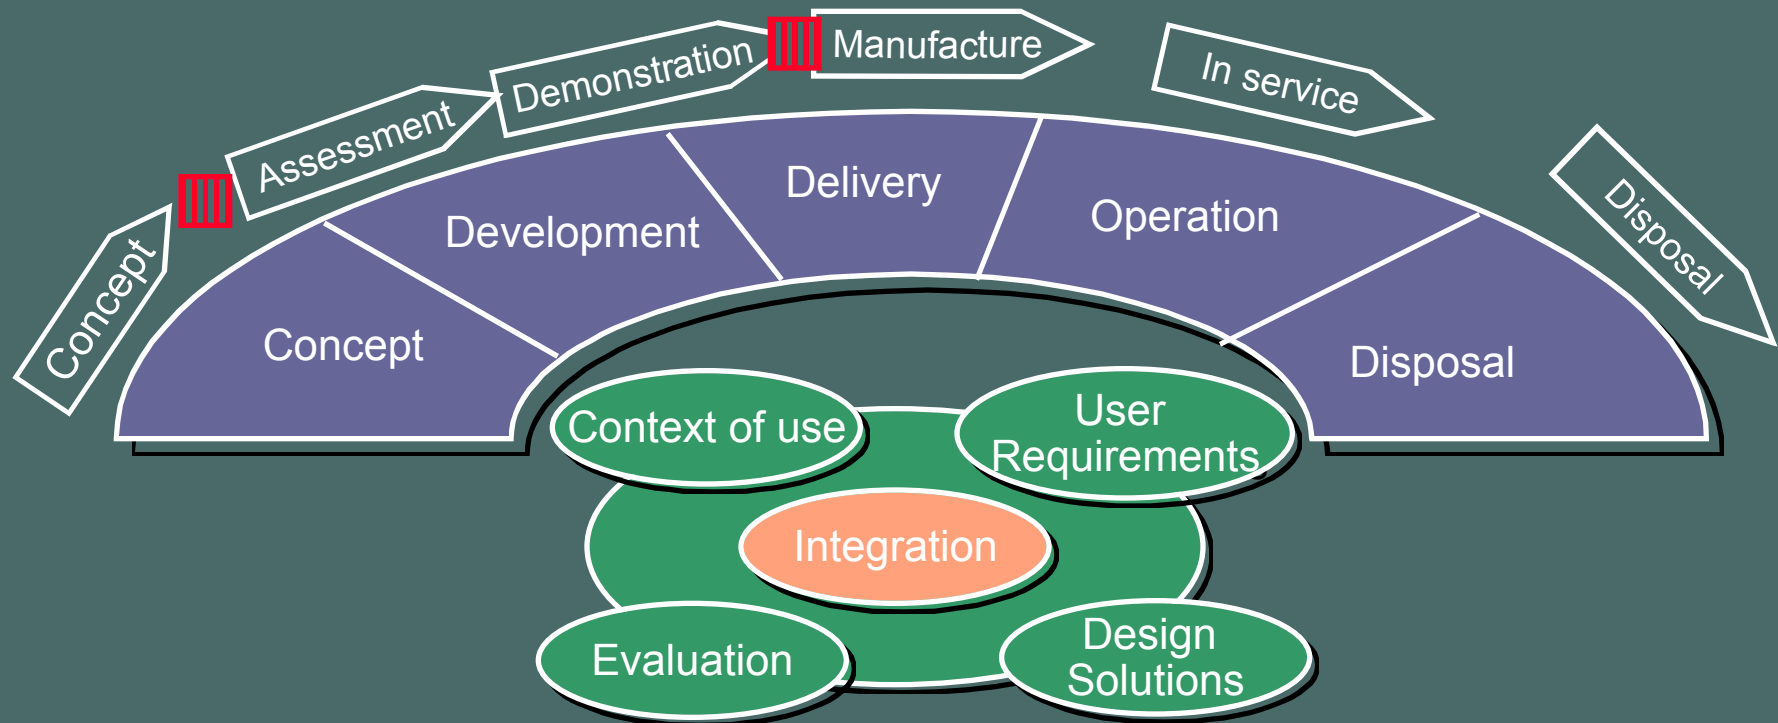 Concept
Assessment
Demonstration
Manufacture
In service
Disposal
Concept
Development
Delivery
Operation
Disposal
Context of use
User
Requirements
Integration
Evaluation
Design
Solutions